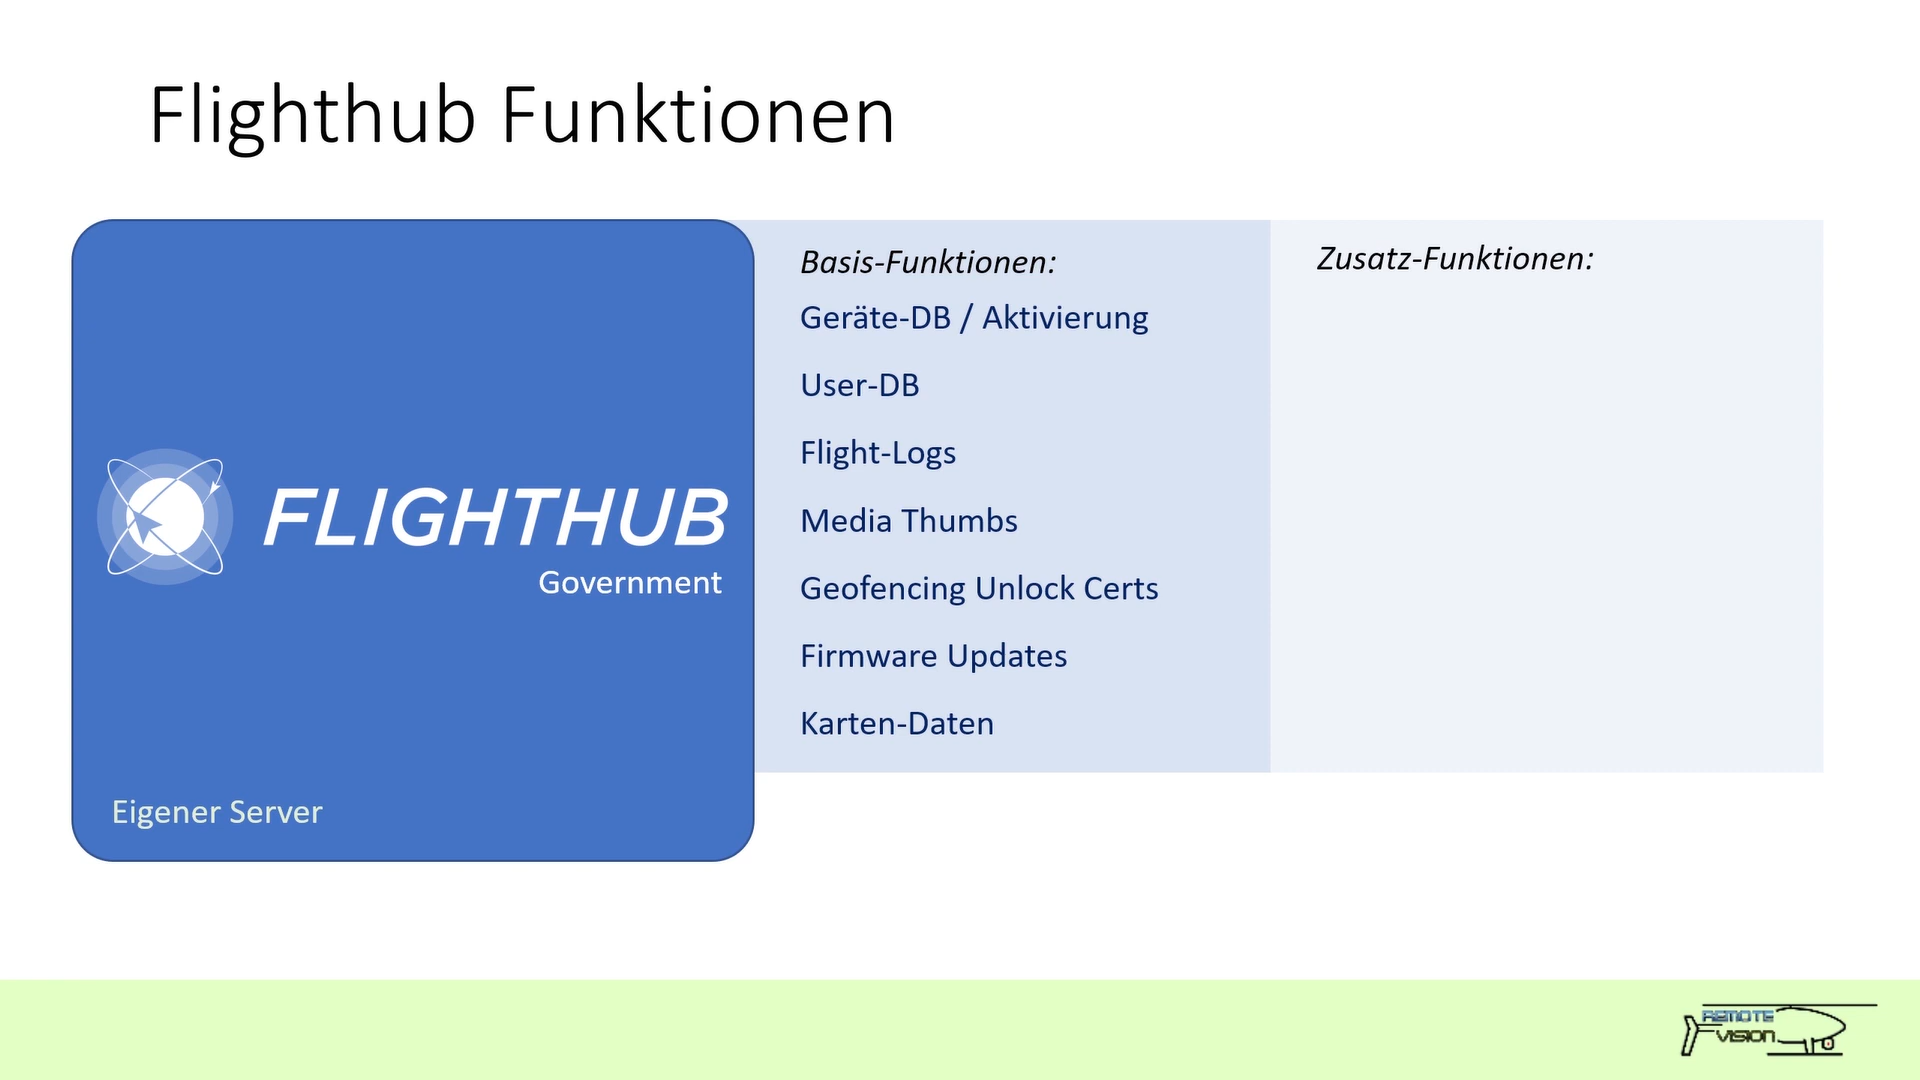 Flighthub Funktionen
FLIGHTHUB
Government
Eigener Server
Basis-Funktionen:
Geräte-DB / Aktivierung
User-DB
Flight-Logs
Media Thumbs
Geofencing Unlock Certs
Firmware Updates
Karten-Daten
Zusatz-Funktionen:
REMOTE
VISION